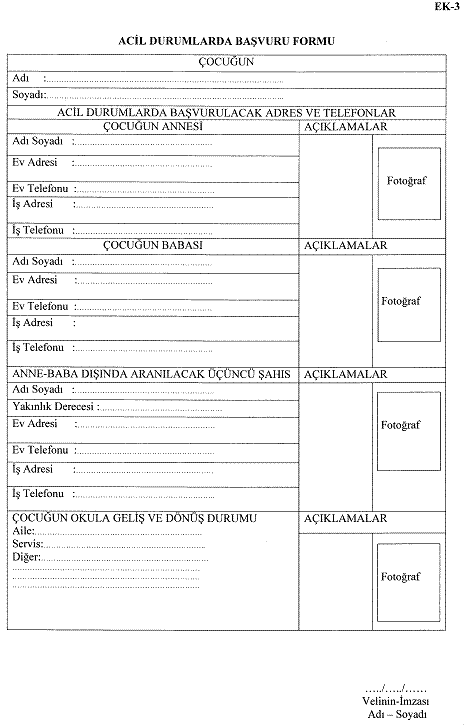 EK-3
ACİL DURUMLARDA BAŞVURU FORMU
ÇOCUĞUN
Adı :..............................
Soyadı:..............................
ACİL DURUMLARDA BAŞVURULACAK ADRES VE TELEFONLAR
ÇOCUĞUN ANNESİ AÇIKLAMALAR
Adı Soyadı :..............................
Ev Adresi :..............................
Fotoğraf
Ev Telefonu :..............................
İş Adresi :..............................
İş Telefonu :..............................
ÇOCUĞUN BABASI AÇIKLAMALAR
Adı Soyadı :..............................
Ev Adresi :..............................
Fotoğraf
Ev Telefonu :..............................
İş Adresi :
İş Telefonu :..............................
ANNE-BABA DIŞINDA ARANILACAK ÜÇÜNCÜ ŞAHIS AÇIKLAMALAR
Adı Soyadı :..............................
Yakınlık Derecesi :..............................
Ev Adresi :..............................
Fotoğraf
Ev Telefonu :..............................
İş Adresi :..............................
İş Telefonu :..............................
ÇOCUĞUN OKULA GELİŞ VE DÖNÜŞ DURUMU AÇIKLAMALAR
Aile:..............................
Servis:..............................
Diğer:..............................
Fotoğraf
...../...../......
Velinin-İmzası
Adı – Soyadı